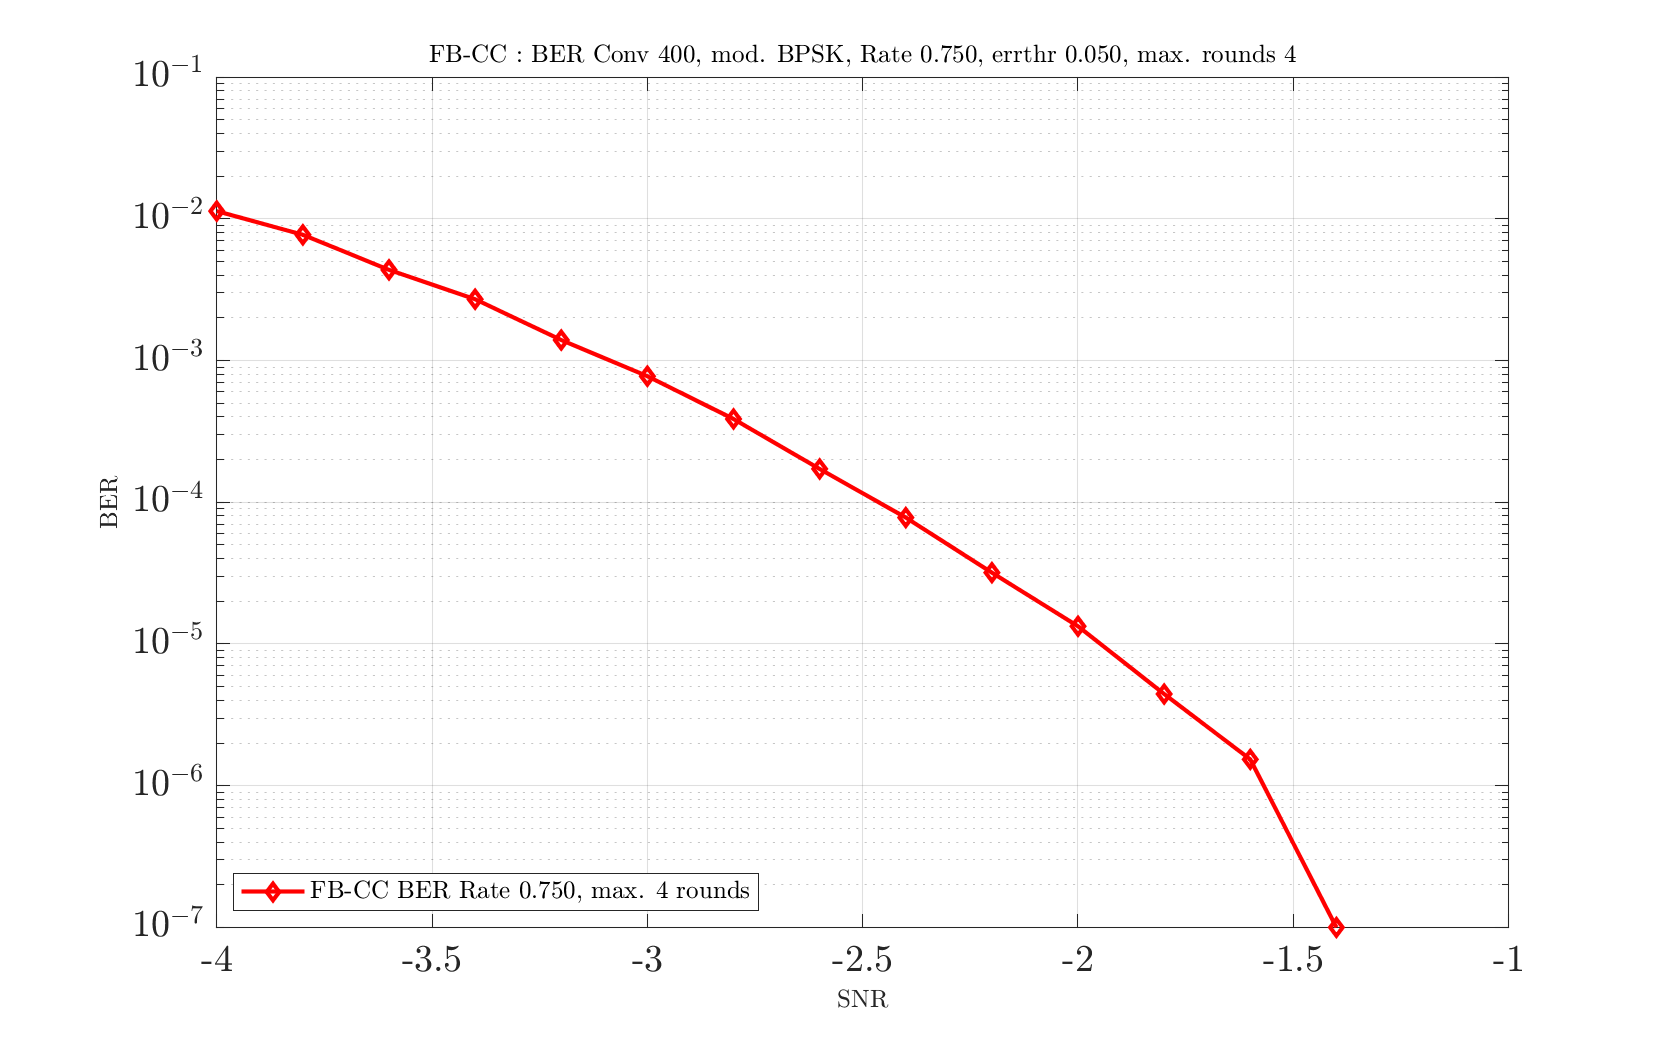 FB-CC : BER Conv 400, mod. BPSK, Rate 0.750, errthr 0.050, max. rounds 4
10⁻¹
10⁻²
10⁻³
10⁻⁴
10⁻⁵
10⁻⁶
10⁻⁷
BER
FB-CC BER Rate 0.750, max. 4 rounds
-4 -3.5 -3 -2.5 -2 -1.5 -1
SNR